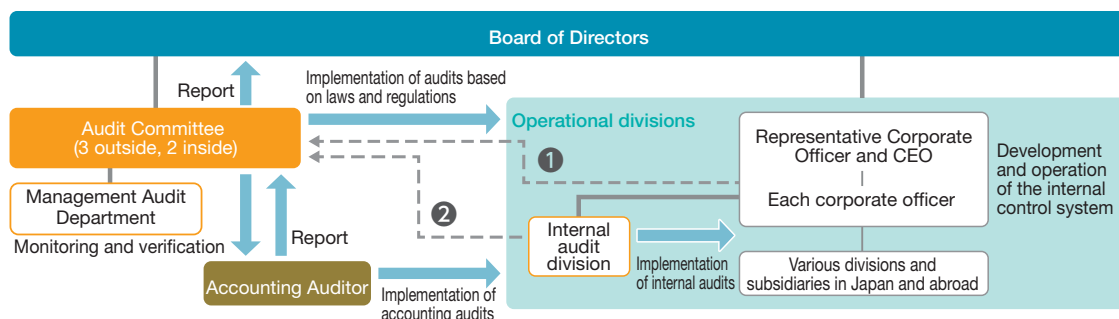 Board of Directors
Report
Implementation of audits based
on laws and regulations
Audit Committee
(3 outside, 2 inside)
Management Audit
Department
Monitoring and verification
Report
Accounting Auditor
Implementation of
accounting audits
Operational divisions
1
2
Internal
audit
division
Implementation
of internal audits
Representative Corporate
Officer and CEO
Each corporate officer
Various divisions and
subsidiaries in Japan and abroad
Development
and operation
of the internal
control system